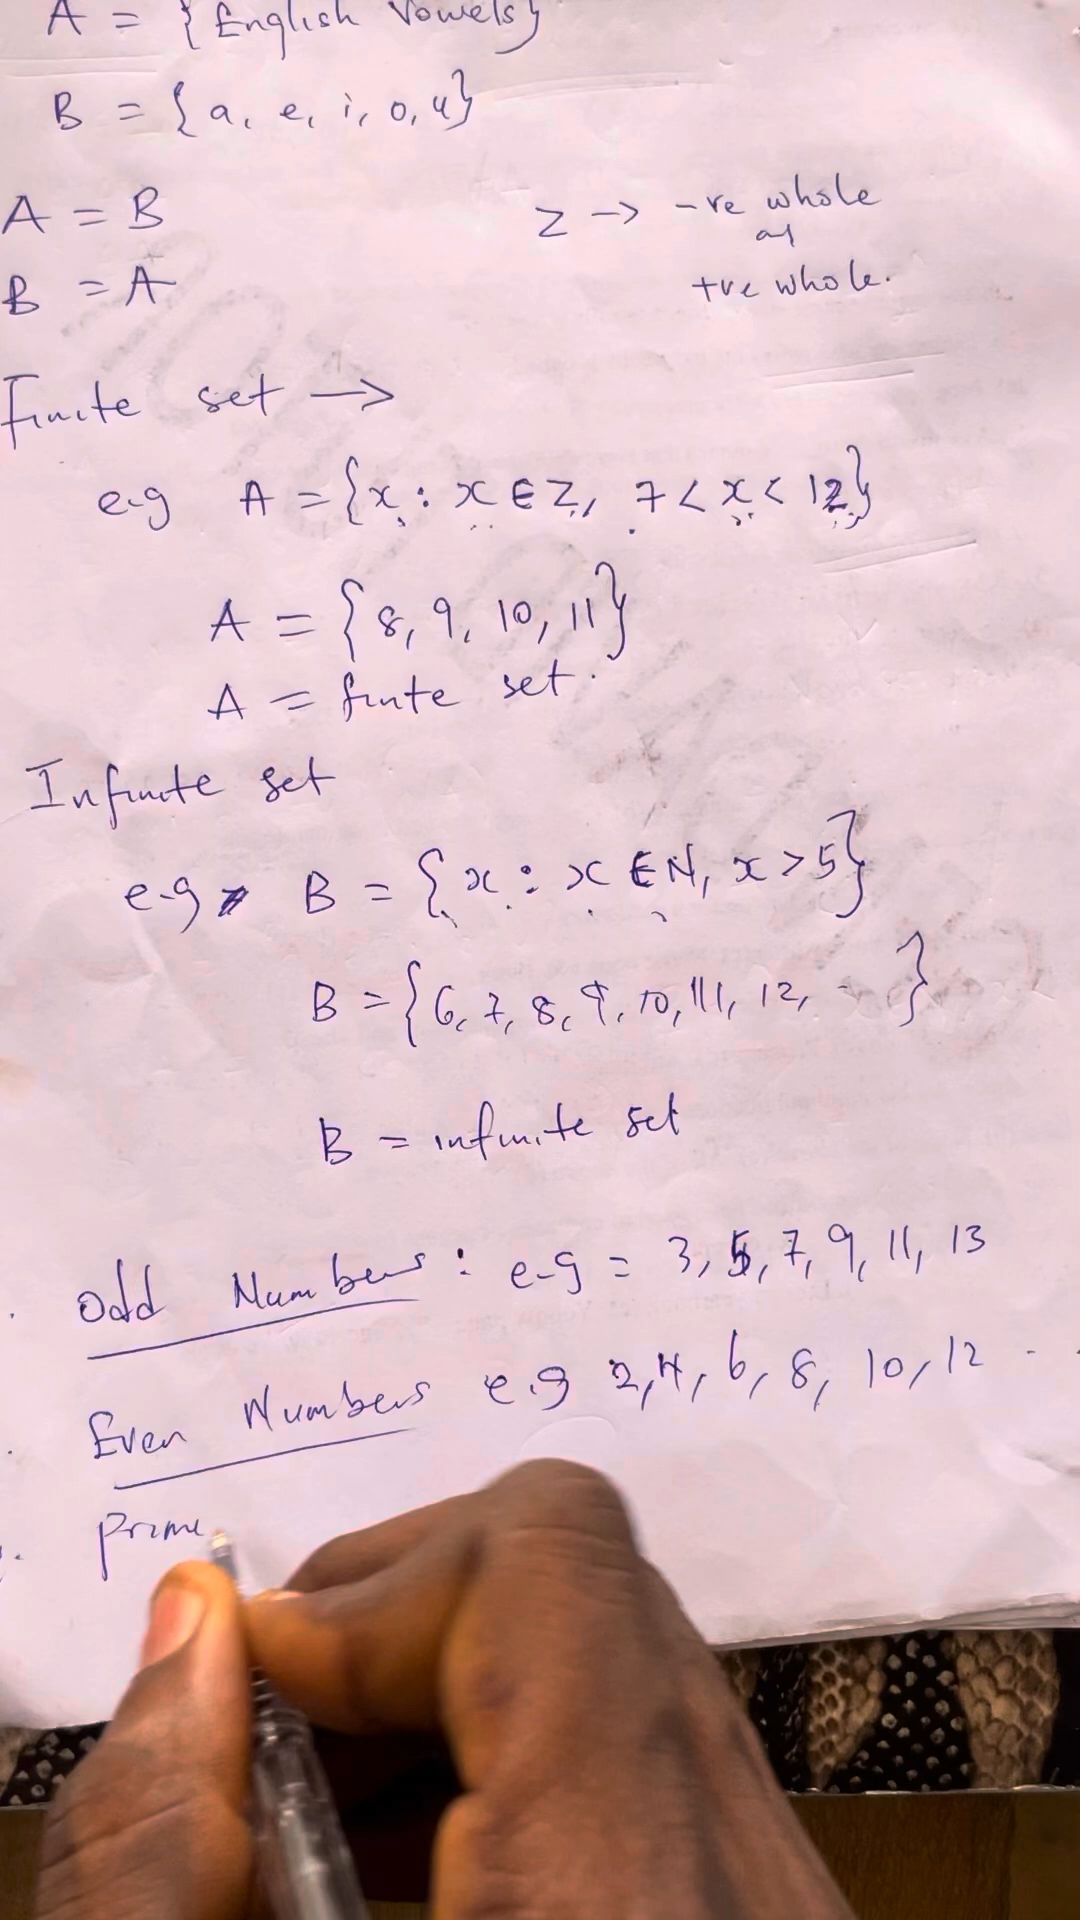 A = { English Vowels}
B = { a, e, i, o, u}
A = B
B = A
Z → -ve whole
+ve whole.
Finite set →
e.g A = {x : x ∈ Z, 7 < x < 12}
A = { 8, 9, 10, 11}
A = finte set.
Infinite set
e.g B = { x : x ∈ N, x > 5}
B = { 6, 7, 8, 9, 10, 11, 12, - - }
B = infinite set
Odd Numbers : e-g = 3, 5, 7, 9, 11, 13
Even Numbers e.g 2, 4, 6, 8, 10, 12 - -
Prime